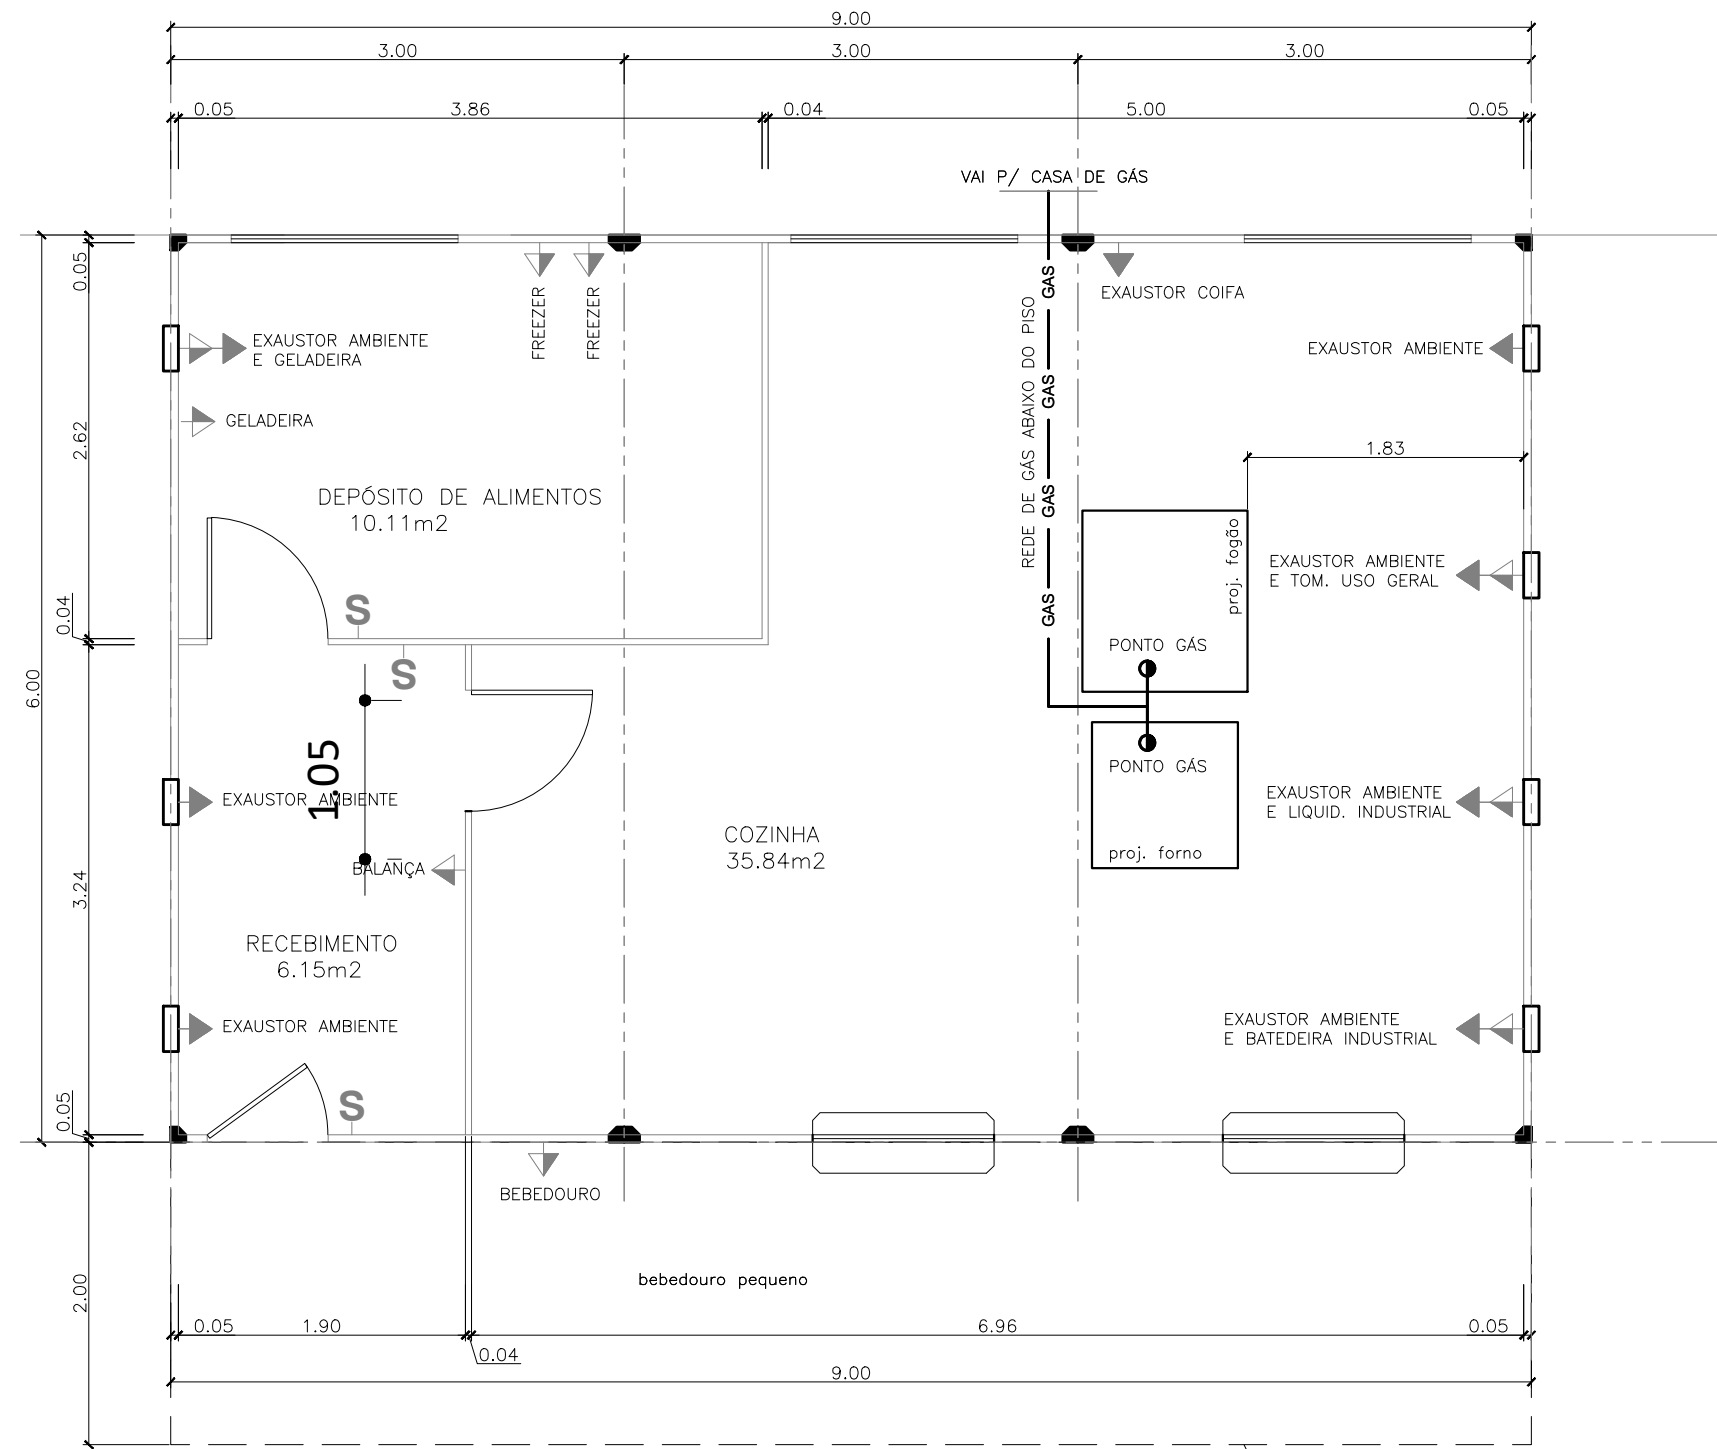 9.00
3.00 3.00 3.00
0.05 3.86 0.04 5.00 0.05
VAI P/ CASA DE GÁS
0.05
2.62
0.04
6.00
3.24
0.05
2.00
FREEZER
FREEZER
EXAUSTOR AMBIENTE
E GELADEIRA
GELADEIRA
DEPÓSITO DE ALIMENTOS
10.11m2
S
S
REDE DE GÁS ABAIXO DO PISO
GAS
GAS
GAS
GAS
EXAUSTOR COIFA
EXAUSTOR AMBIENTE
1.83
proj. fogão
EXAUSTOR AMBIENTE
E TOM. USO GERAL
PONTO GÁS
PONTO GÁS
proj. forno
EXAUSTOR AMBIENTE
E LIQUID. INDUSTRIAL
1.05
EXAUSTOR AMBIENTE
BALANÇA
COZINHA
35.84m2
RECEBIMENTO
6.15m2
EXAUSTOR AMBIENTE
EXAUSTOR AMBIENTE
E BATEDEIRA INDUSTRIAL
S
BEBEDOURO
bebedouro pequeno
0.05 1.90 6.96 0.05
0.04
9.00